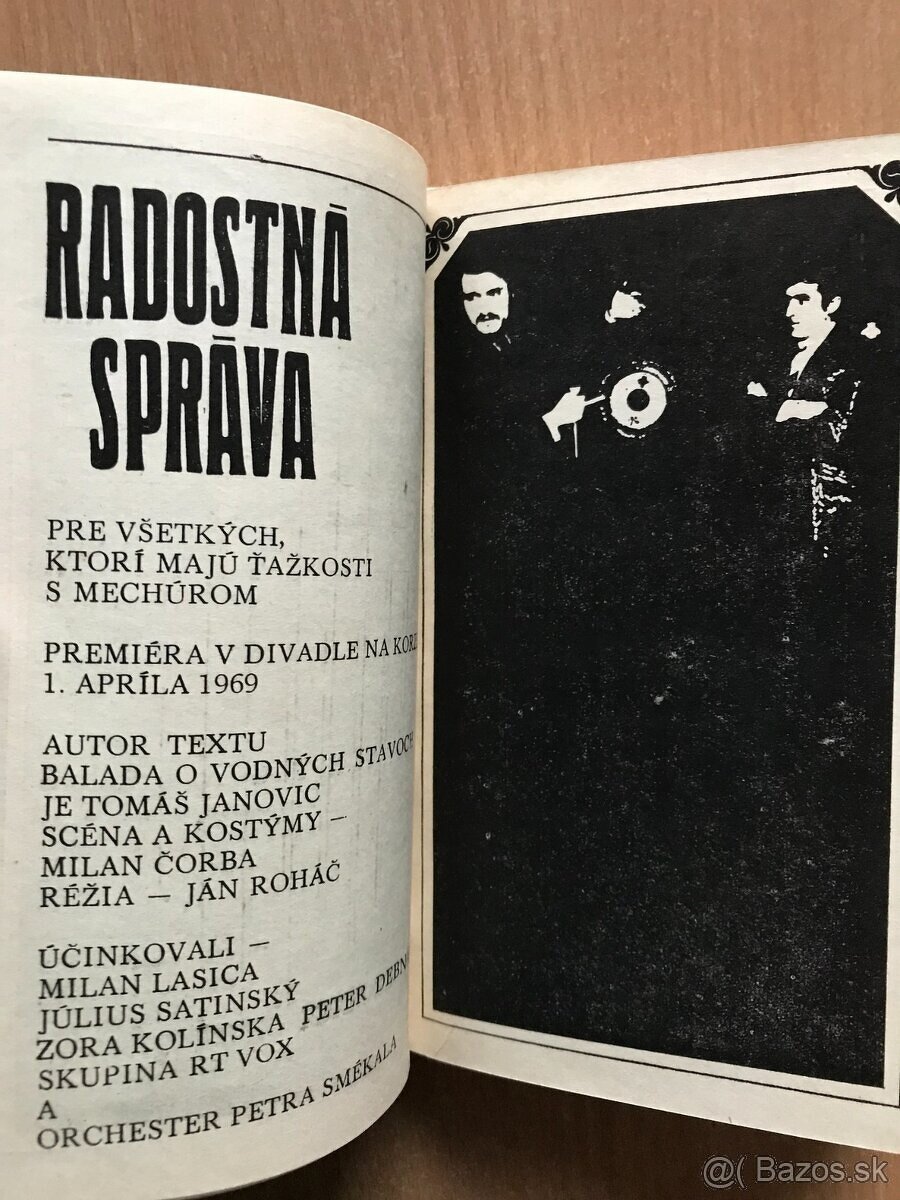 RADOSTNÁ
SPRÁVA
PRE VŠETKÝCH,
KTORÍ MAJÚ ŤAŽKOSTI
S MECHÚROM
PREMIÉRA V DIVADLE NA
1. APRÍLA 1969
AUTOR TEXTU
BALADA O VODNÝCH STAVOCH
JE TOMÁŠ JANOVIC
SCÉNA A KOSTÝMY —
MILAN ČORBA
RÉŽIA — JÁN ROHÁČ
ÚČINKOVALI —
MILAN LASICA
JÚLIUS SATINSKÝ
ZORA KOLÍNSKA PETER
SKUPINA RT VOX
A
ORCHESTER PETRA SMÉKALA
@( Bazos.sk